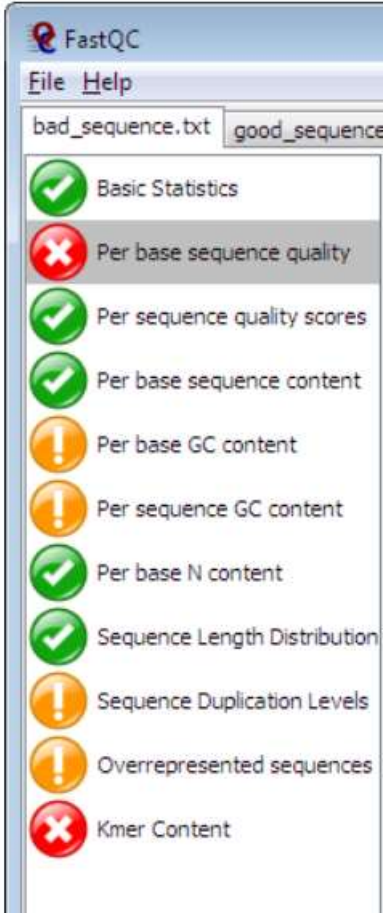 FastQC
File Help
bad_sequence.txt good_sequence
Basic Statistics
Per base sequence quality
Per sequence quality scores
Per base sequence content
Per base GC content
Per sequence GC content
Per base N content
Sequence Length Distribution
Sequence Duplication Levels
Overrepresented sequences
Kmer Content